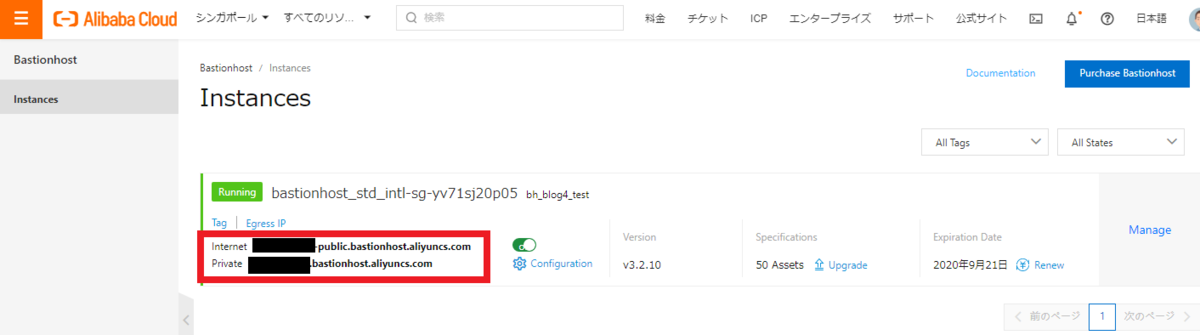 Alibaba Cloud シンガポール すべてのリソ... 検索 料金 チケット ICP エンタープライズ サポート 公式サイト 日本語
Bastionhost
Instances
Bastionhost / Instances
Documentation
Purchase Bastionhost
Instances
All Tags
All States
Running bastionhost_std_intl-sg-yv71sj20p05 bh_blog4_test
Tag Egress IP
Internet -public.bastionhost.aliyuncs.com
Private .bastionhost.aliyuncs.com
Configuration
Version
v3.2.10
Specifications
50 Assets Upgrade
Expiration Date
2020年9月21日 Renew
Manage
前のページ 1 次のページ